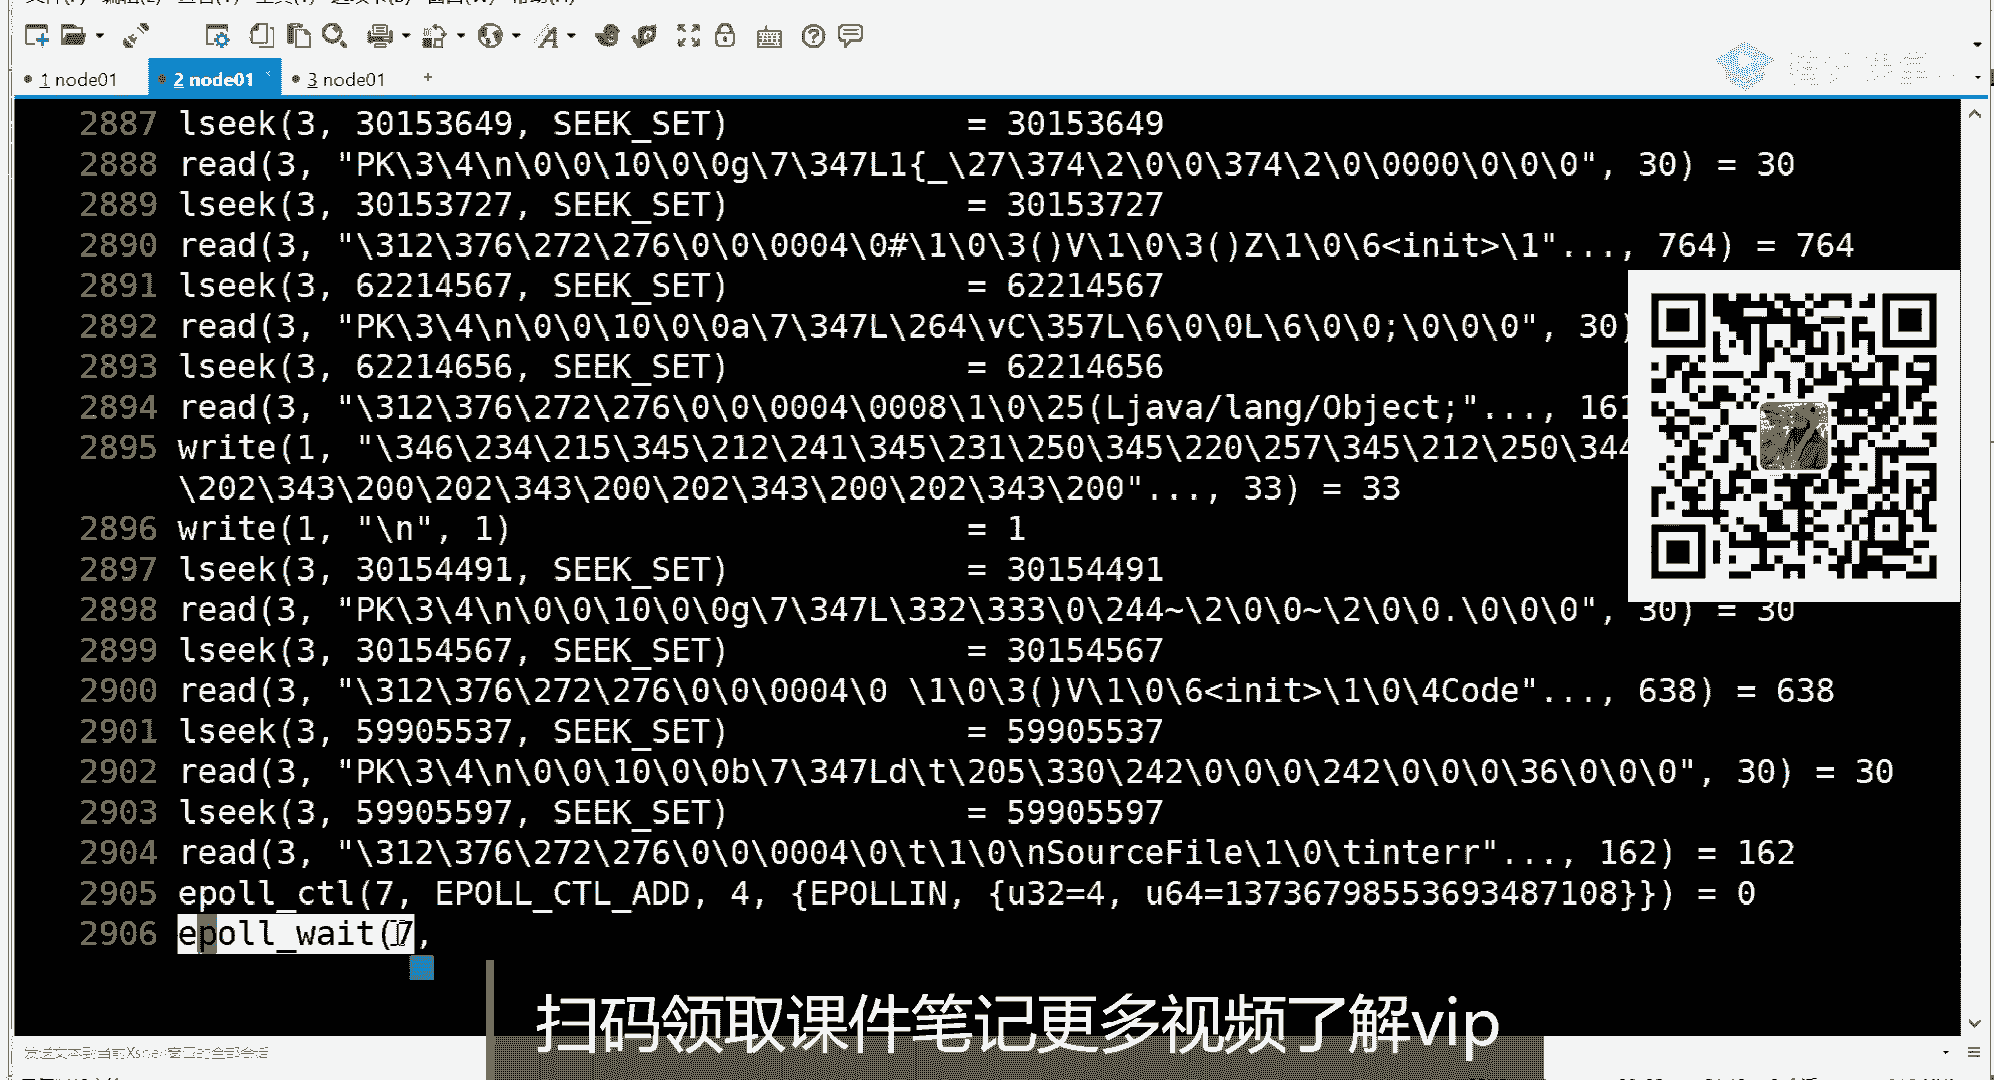 1 node01
2 node01
3 node01
+
2887 lseek(3, 30153649, SEEK_SET) = 30153649
2888 read(3, "PK\3\4\n\0\0\10\0\0g\7\347L1{_\27\374\2\0\0\374\2\0\0000\0\0\0", 30) = 30
2889 lseek(3, 30153727, SEEK_SET) = 30153727
2890 read(3, "\312\376\272\276\0\0\0004\0#\1\0\3()V\1\0\3()Z\1\0\6<init>\1"..., 764) = 764
2891 lseek(3, 62214567, SEEK_SET) = 62214567
2892 read(3, "PK\3\4\n\0\0\10\0\0a\7\347L\264\vC\357L\6\0\0L\6\0\0;\0\0\0", 30)
2893 lseek(3, 62214656, SEEK_SET) = 62214656
2894 read(3, "\312\376\272\276\0\0\0004\0008\1\0\25(Ljava/lang/Object;"..., 161
2895 write(1, "\346\234\215\345\212\241\345\231\250\345\220\257\345\212\250\344
\202\343\200\202\343\200\202\343\200\202\343\200"..., 33) = 33
2896 write(1, "\n", 1) = 1
2897 lseek(3, 30154491, SEEK_SET) = 30154491
2898 read(3, "PK\3\4\n\0\0\10\0\0g\7\347L\332\333\0\244~\2\0\0~\2\0\0.\0\0\0", 30) = 30
2899 lseek(3, 30154567, SEEK_SET) = 30154567
2900 read(3, "\312\376\272\276\0\0\0004\0 \1\0\3()V\1\0\6<init>\1\0\4Code"..., 638) = 638
2901 lseek(3, 59905537, SEEK_SET) = 59905537
2902 read(3, "PK\3\4\n\0\0\10\0\0b\7\347Ld\t\205\330\242\0\0\0\242\0\0\0\36\0\0\0", 30) = 30
2903 lseek(3, 59905597, SEEK_SET) = 59905597
2904 read(3, "\312\376\272\276\0\0\0004\0\t\1\0\nSourceFile\1\0\tinterr"..., 162) = 162
2905 epoll_ctl(7, EPOLL_CTL_ADD, 4, {EPOLLIN, {u32=4, u64=13736798553693487108}}) = 0
2906 epoll_wait(7,
扫码领取课件笔记更多视频了解vip